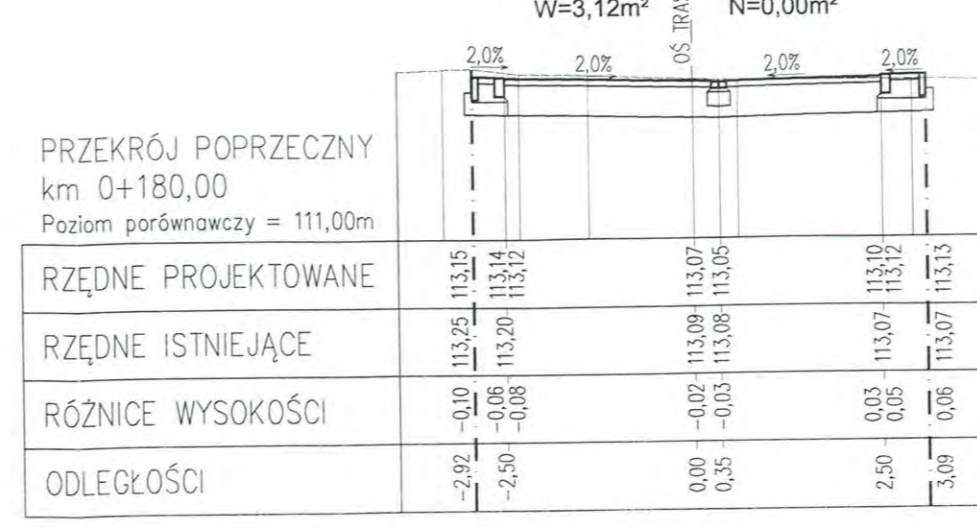 W=3,12m² N=0,00m²
OŚ TRAS
2,0% 2,0% 2,0% 2,0%
PRZEKRÓJ POPRZECZNY
km 0+180,00
Poziom porównawczy = 111,00m
RZĘDNE PROJEKTOWANE 113,15 113,14 113,12 113,07 113,05 113,10 113,12 113,13
RZĘDNE ISTNIEJĄCE 113,25 113,20 113,09 113,08 113,07 113,07
RÓŻNICE WYSOKOŚCI -0,10 -0,06 -0,08 -0,02 -0,03 0,03 0,05 0,06
ODLEGŁOŚCI -2,92 -2,50 0,00 0,35 2,50 3,09